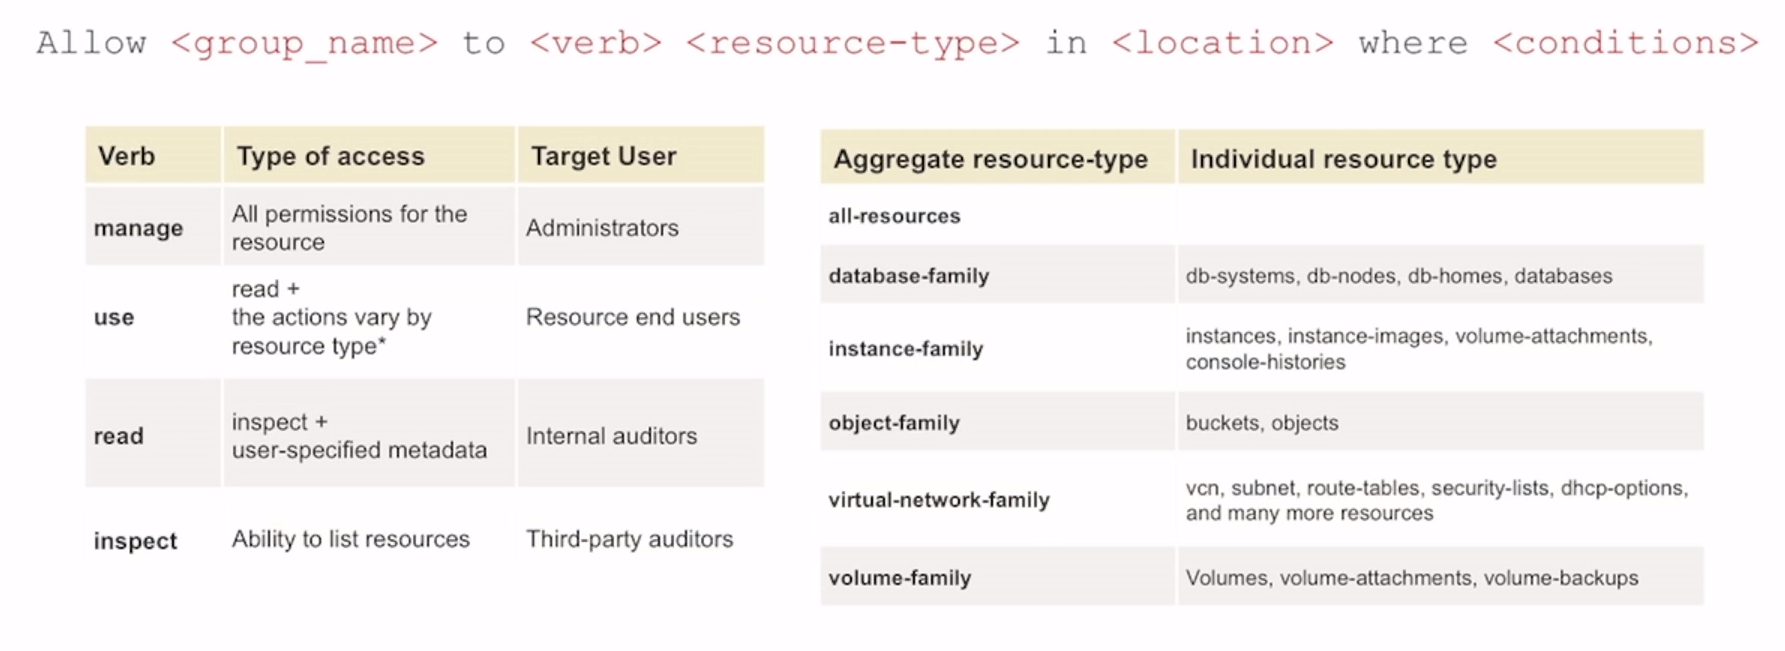 Allow <group_name> to <verb> <resource-type> in <location> where <conditions>
Verb
Type of access
Target User
manage
All permissions for the
resource
Administrators
use
read +
the actions vary by
resource type*
Resource end users
read
inspect +
user-specified metadata
Internal auditors
inspect
Ability to list resources
Third-party auditors
Aggregate resource-type
Individual resource type
all-resources
database-family
db-systems, db-nodes, db-homes, databases
instance-family
instances, instance-images, volume-attachments,
console-histories
object-family
buckets, objects
virtual-network-family
vcn, subnet, route-tables, security-lists, dhcp-options,
and many more resources
volume-family
Volumes, volume-attachments, volume-backups